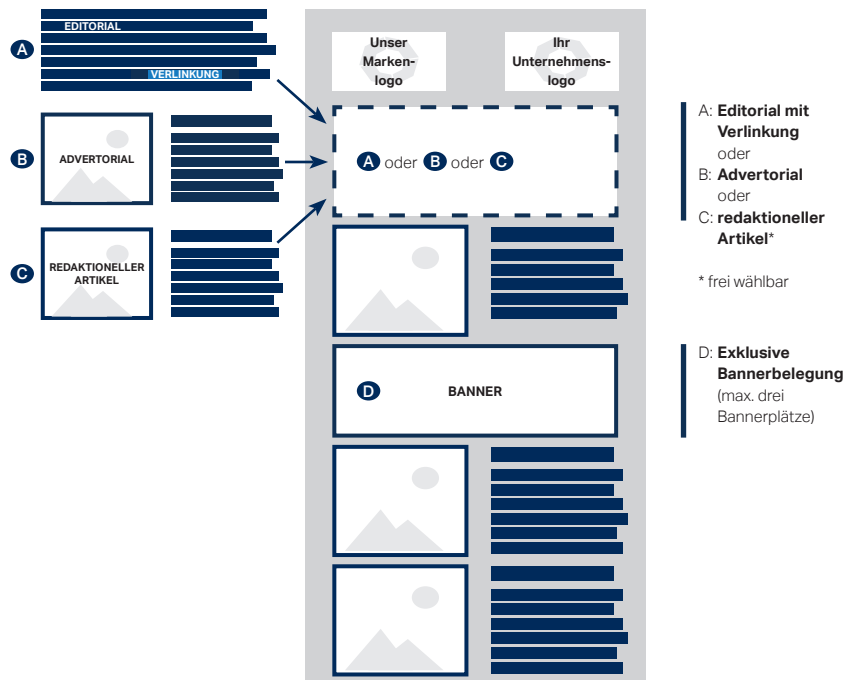 A
EDITORIAL
VERLINKUNG
B
ADVERTORIAL
C
REDAKTIONELLER
ARTIKEL
Unser
Marken-
logo
Ihr
Unternehmens-
logo
A oder B oder C
D BANNER
A: Editorial mit
Verlinkung
oder
B: Advertorial
oder
C: redaktioneller
Artikel*
* frei wählbar
D: Exklusive
Bannerbelegung
(max. drei
Bannerplätze)